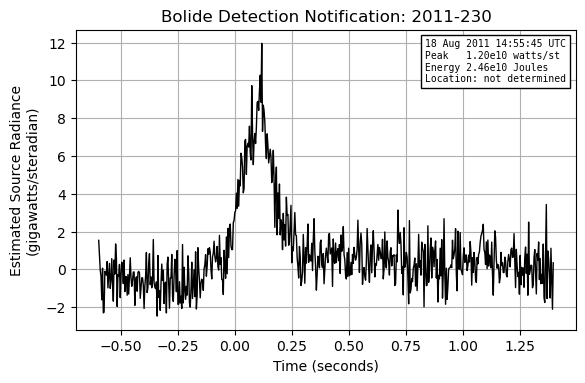 Bolide Detection Notification: 2011-230
18 Aug 2011 14:55:45 UTC
Peak   1.20e10 watts/st
Energy 2.46e10 Joules
Location: not determined
Estimated Source Radiance
(gigawatts/steradian)
12
10
8
6
4
2
0
−2
−0.50 −0.25 0.00 0.25 0.50 0.75 1.00 1.25
Time (seconds)